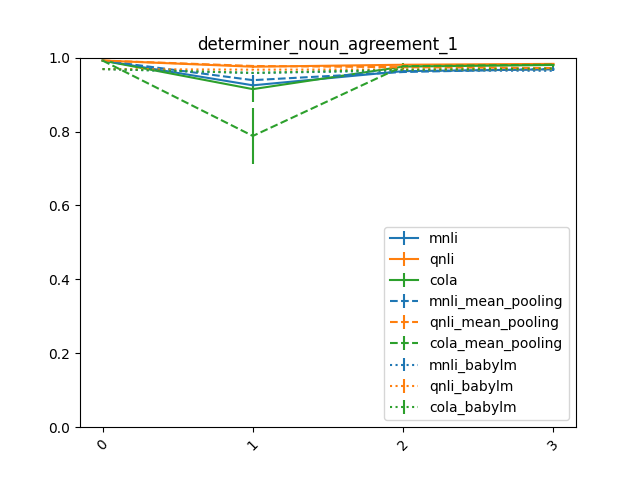 determiner_noun_agreement_1
1.0
0.8
0.6
0.4
0.2
0.0
0
1
2
3
mnli
qnli
cola
mnli_mean_pooling
qnli_mean_pooling
cola_mean_pooling
mnli_babylm
qnli_babylm
cola_babylm